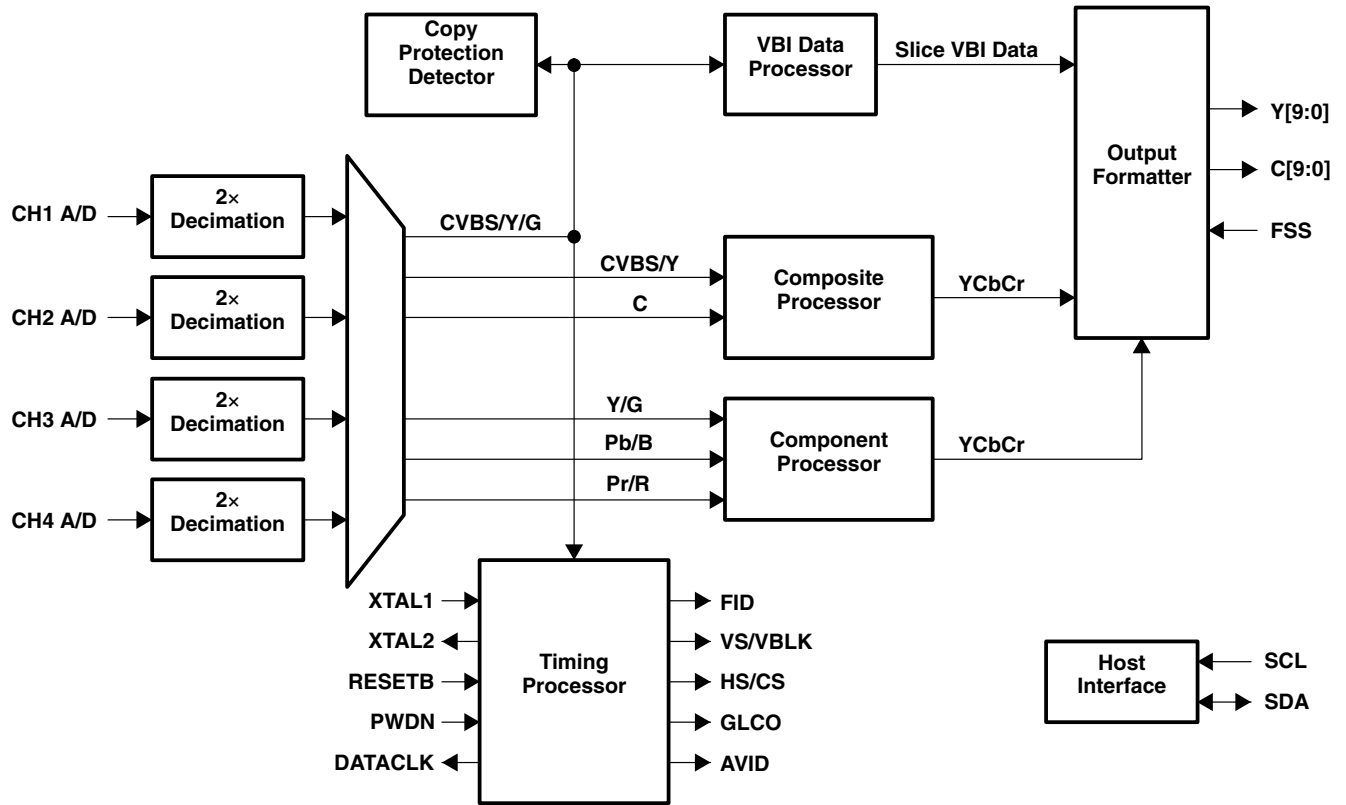 Copy
Protection
Detector
VBI Data
Processor
Slice VBI Data
Output
Formatter
Y[9:0]
C[9:0]
FSS
CH1 A/D
2×
Decimation
CVBS/Y/G
CH2 A/D
2×
Decimation
CVBS/Y
C
Composite
Processor
YCbCr
CH3 A/D
2×
Decimation
Y/G
Pb/B
Pr/R
Component
Processor
YCbCr
CH4 A/D
2×
Decimation
XTAL1
XTAL2
RESETB
PWDN
DATACLK
Timing
Processor
FID
VS/VBLK
HS/CS
GLCO
AVID
Host
Interface
SCL
SDA